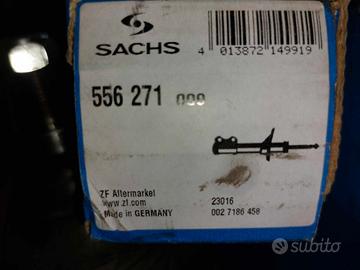 SACHS
4 013872 149919
556 271 000
ZF Aftermarket
www.zf.com
Made in GERMANY
23016
002 7186 458
subito